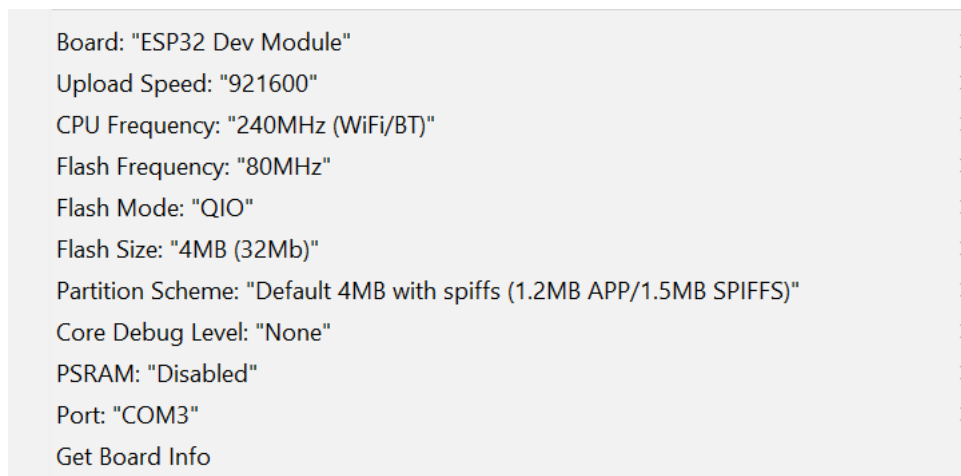 Board: "ESP32 Dev Module"
Upload Speed: "921600"
CPU Frequency: "240MHz (WiFi/BT)"
Flash Frequency: "80MHz"
Flash Mode: "QIO"
Flash Size: "4MB (32Mb)"
Partition Scheme: "Default 4MB with spiffs (1.2MB APP/1.5MB SPIFFS)"
Core Debug Level: "None"
PSRAM: "Disabled"
Port: "COM3"
Get Board Info